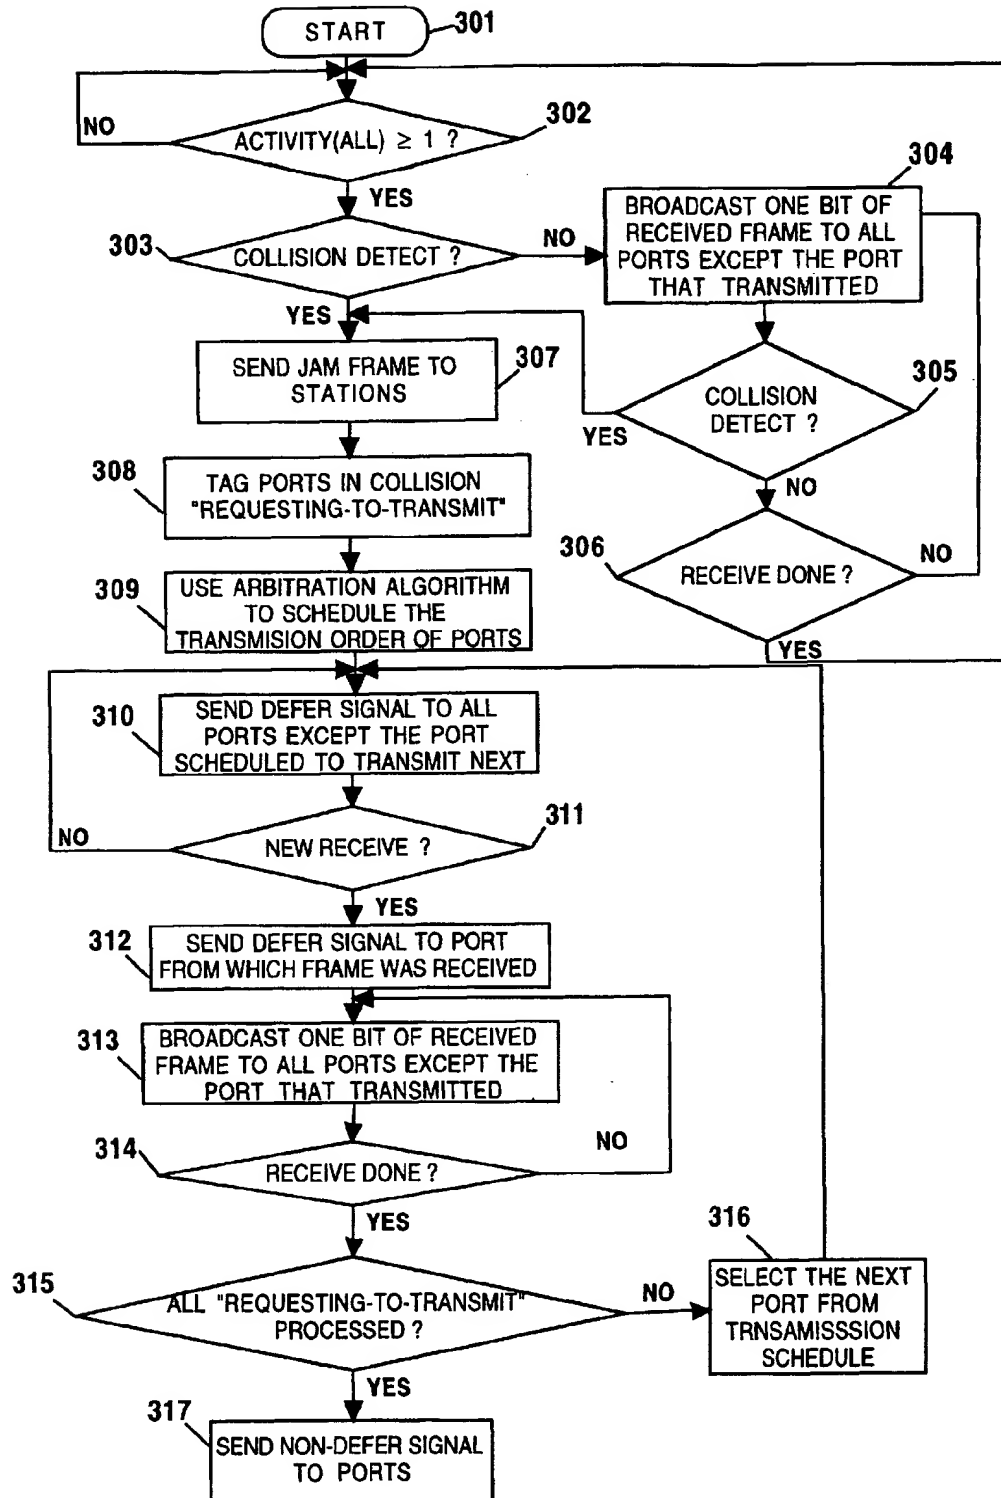 START
301
NO
ACTIVITY(ALL) ≥ 1 ?
302
YES
304
BROADCAST ONE BIT OF
RECEIVED FRAME TO ALL
PORTS EXCEPT THE PORT
THAT TRANSMITTED
303
COLLISION DETECT ?
NO
YES
SEND JAM FRAME TO
STATIONS
307
COLLISION
DETECT ?
305
YES
NO
308
TAG PORTS IN COLLISION
"REQUESTING-TO-TRANSMIT"
306
RECEIVE DONE ?
NO
YES
309
USE ARBITRATION ALGORITHM
TO SCHEDULE THE
TRANSMISION ORDER OF PORTS
310
SEND DEFER SIGNAL TO ALL
PORTS EXCEPT THE PORT
SCHEDULED TO TRANSMIT NEXT
NO
NEW RECEIVE ?
311
YES
312
SEND DEFER SIGNAL TO PORT
FROM WHICH FRAME WAS RECEIVED
313
BROADCAST ONE BIT OF RECEIVED
FRAME TO ALL PORTS EXCEPT THE
PORT THAT TRANSMITTED
314
RECEIVE DONE ?
NO
YES
315
ALL "REQUESTING-TO-TRANSMIT"
PROCESSED ?
NO
316
SELECT THE NEXT
PORT FROM
TRNSAMISSSION
SCHEDULE
YES
317
SEND NON-DEFER SIGNAL
TO PORTS